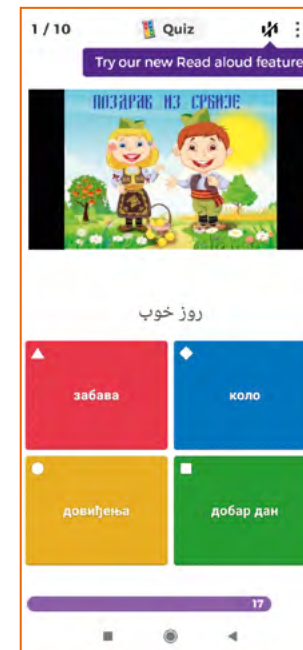 1 / 10
Quiz
Try our new Read aloud feature
ПОЗДРАВ ИЗ СРБИЈЕ
روز خوب
забава
коло
довиђења
добар дан
17